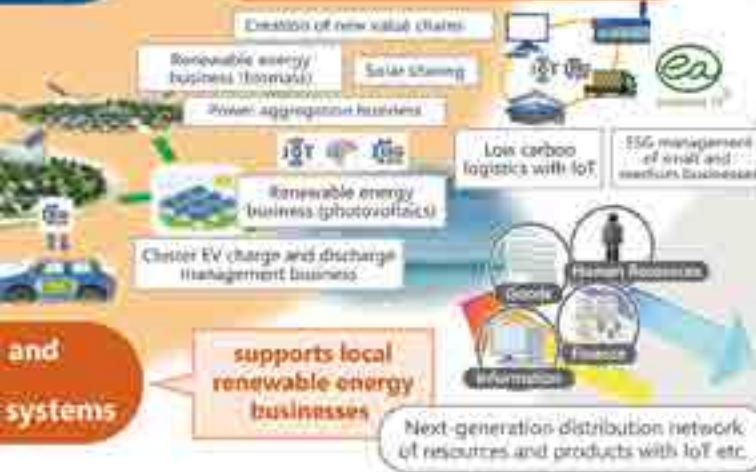 Creation of new value chains
Renewable energy
business (biomass)
Solar sharing
Power aggregation business
IoT
IoT
Low carbon
logistics with IoT
ESG management
of small and
medium businesses
Renewable energy
business (photovoltaics)
Cluster EV charge and discharge
management business
Goods
Human Resources
Information
Finance
and
systems
supports local
renewable energy
businesses
Next-generation distribution network
of resources and products with IoT etc.